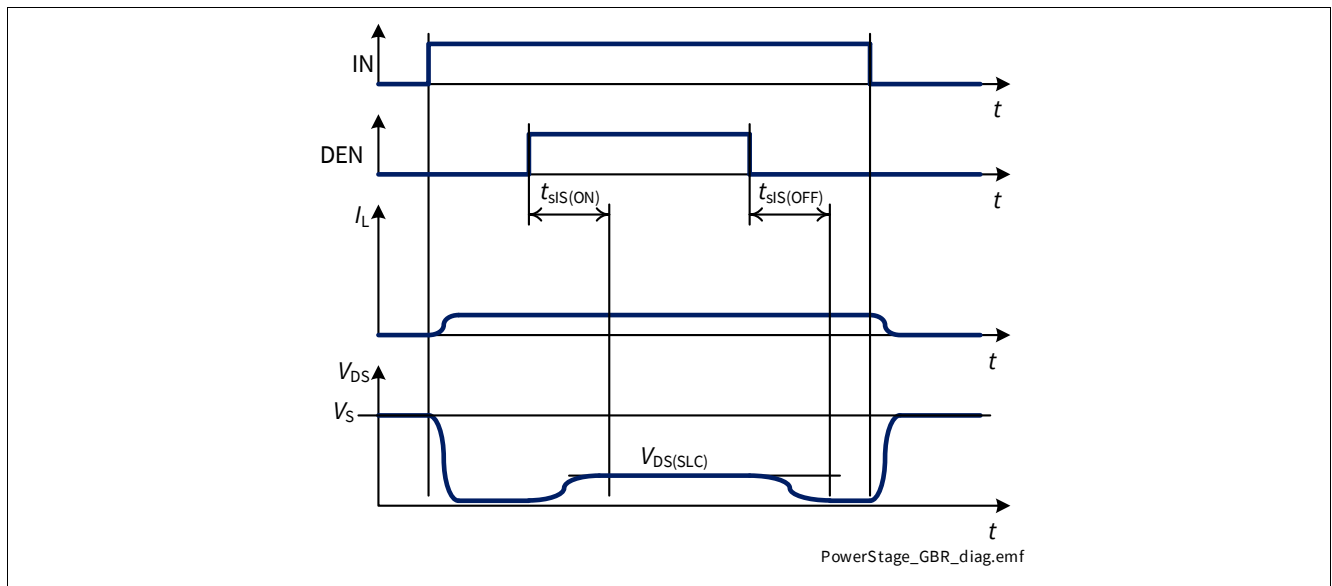 IN
t
DEN
t
tsIS(ON)
tsIS(OFF)
IL
t
VDS
VS
VDS(SLC)
t
PowerStage_GBR_diag.emf